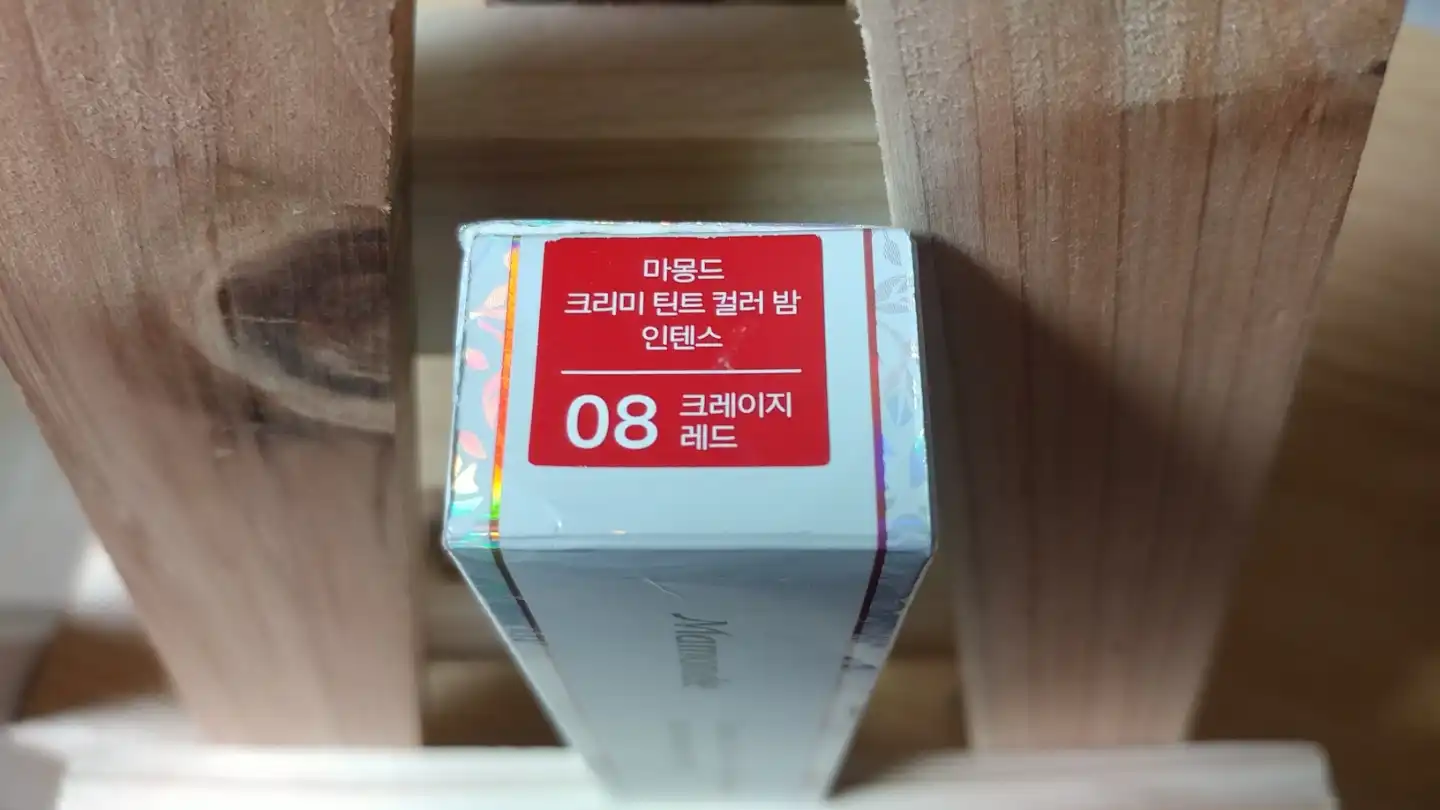 마몽드
크리미 틴트 컬러 밤
인텐스
08 크레이지
레드
Mamonde